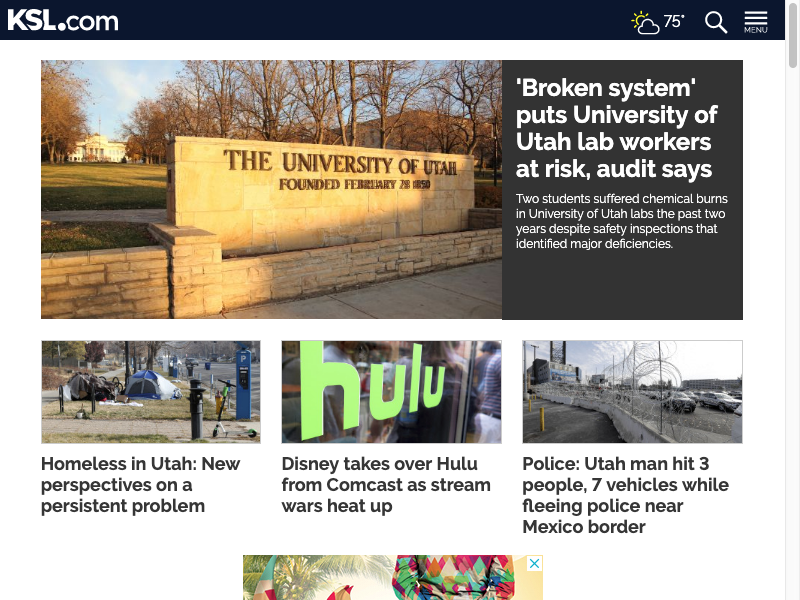 KSL.com
75°
MENU
THE UNIVERSITY OF UTAH
FOUNDED FEBRUARY 28 1850
'Broken system'
puts University of
Utah lab workers
at risk, audit says
Two students suffered chemical burns
in University of Utah labs the past two
years despite safety inspections that
identified major deficiencies.
P
hulu
Homeless in Utah: New
perspectives on a
persistent problem
Disney takes over Hulu
from Comcast as stream
wars heat up
Police: Utah man hit 3
people, 7 vehicles while
fleeing police near
Mexico border